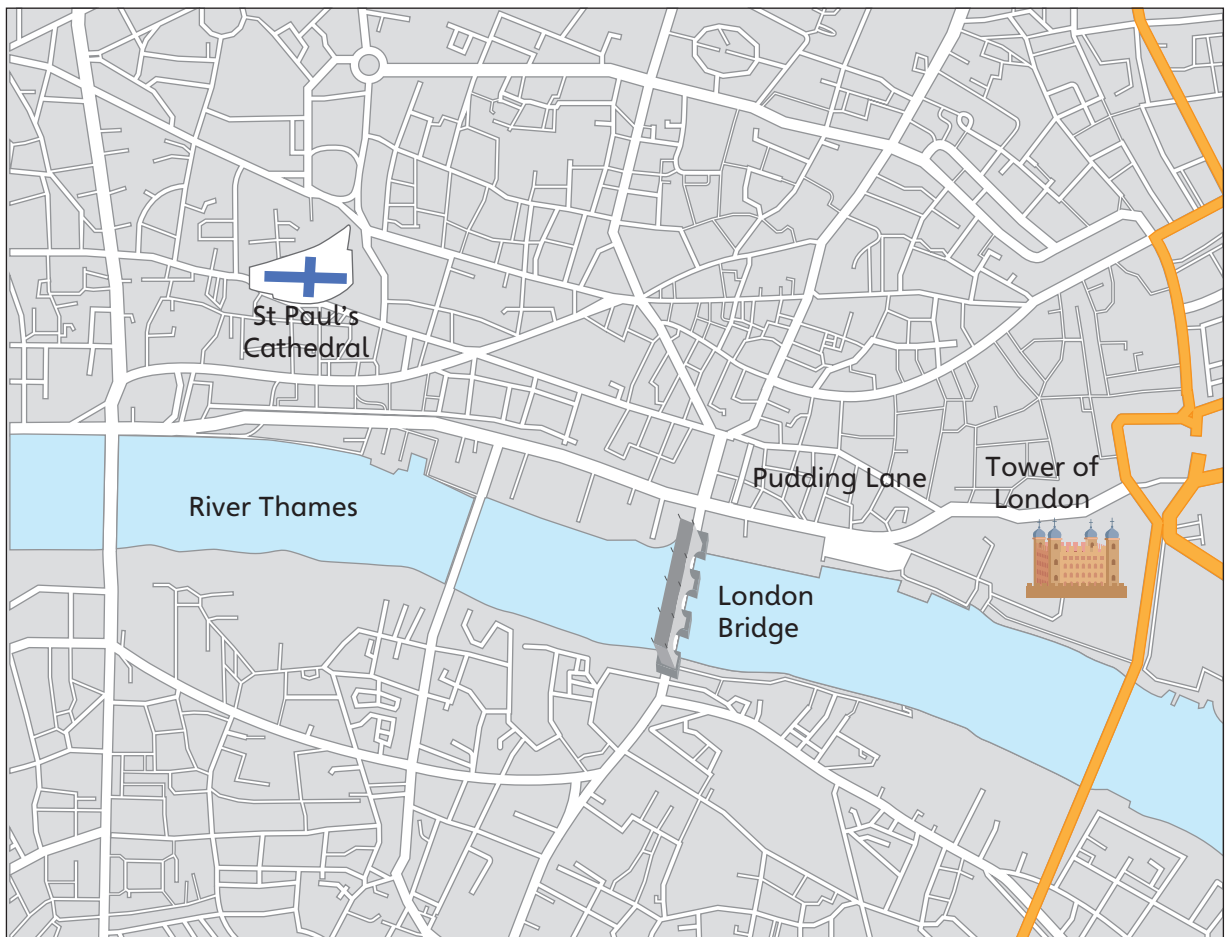 St Paul's
Cathedral
River Thames
Pudding Lane
Tower of
London
London
Bridge